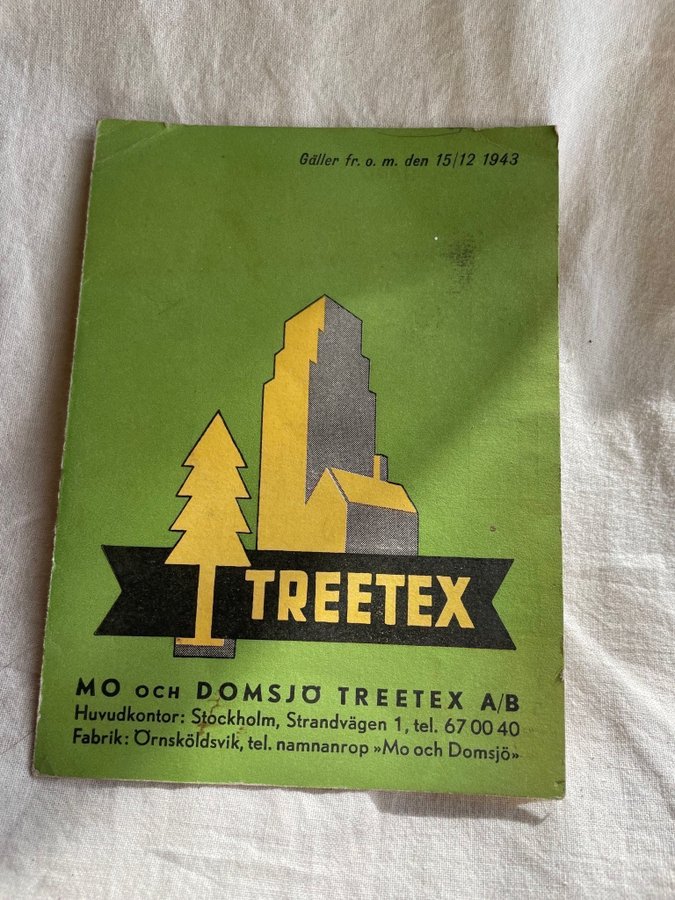 Gäller fr. o. m. den 15/12 1943
TREETEX
MO OCH DOMSJÖ TREETEX A/B
Huvudkontor: Stockholm, Strandvägen 1, tel. 67 00 40
Fabrik: Örnsköldsvik, tel. namnanrop »Mo och Domsjö»